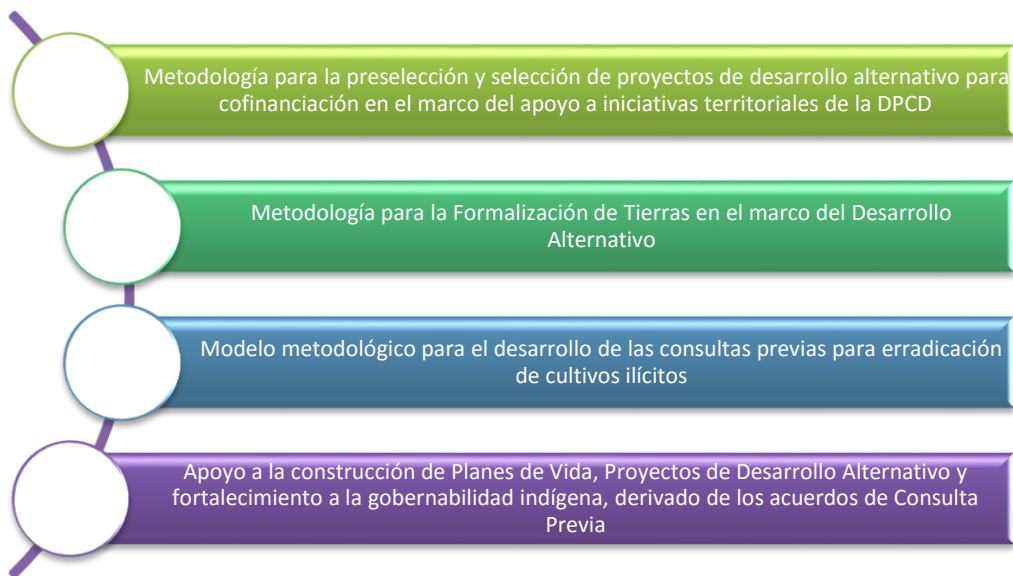 Metodología para la preselección y selección de proyectos de desarrollo alternativo para
cofinanciación en el marco del apoyo a iniciativas territoriales de la DPCD
Metodología para la Formalización de Tierras en el marco del Desarrollo
Alternativo
Modelo metodológico para el desarrollo de las consultas previas para erradicación
de cultivos ilícitos
Apoyo a la construcción de Planes de Vida, Proyectos de Desarrollo Alternativo y
fortalecimiento a la gobernabilidad indígena, derivado de los acuerdos de Consulta
Previa